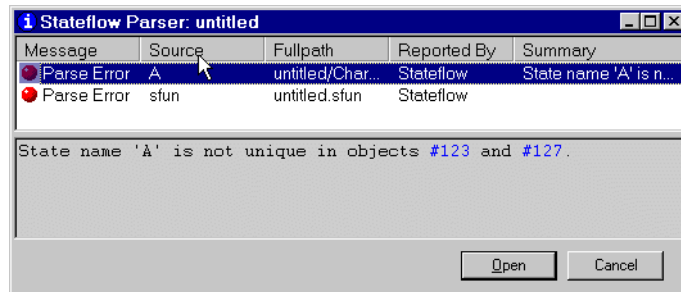 Stateflow Parser: untitled
Message Source Fullpath Reported By Summary
Parse Error A untitled/Char... Stateflow State name 'A' is n...
Parse Error sfun untitled.sfun Stateflow
State name 'A' is not unique in objects #123 and #127.
Open Cancel